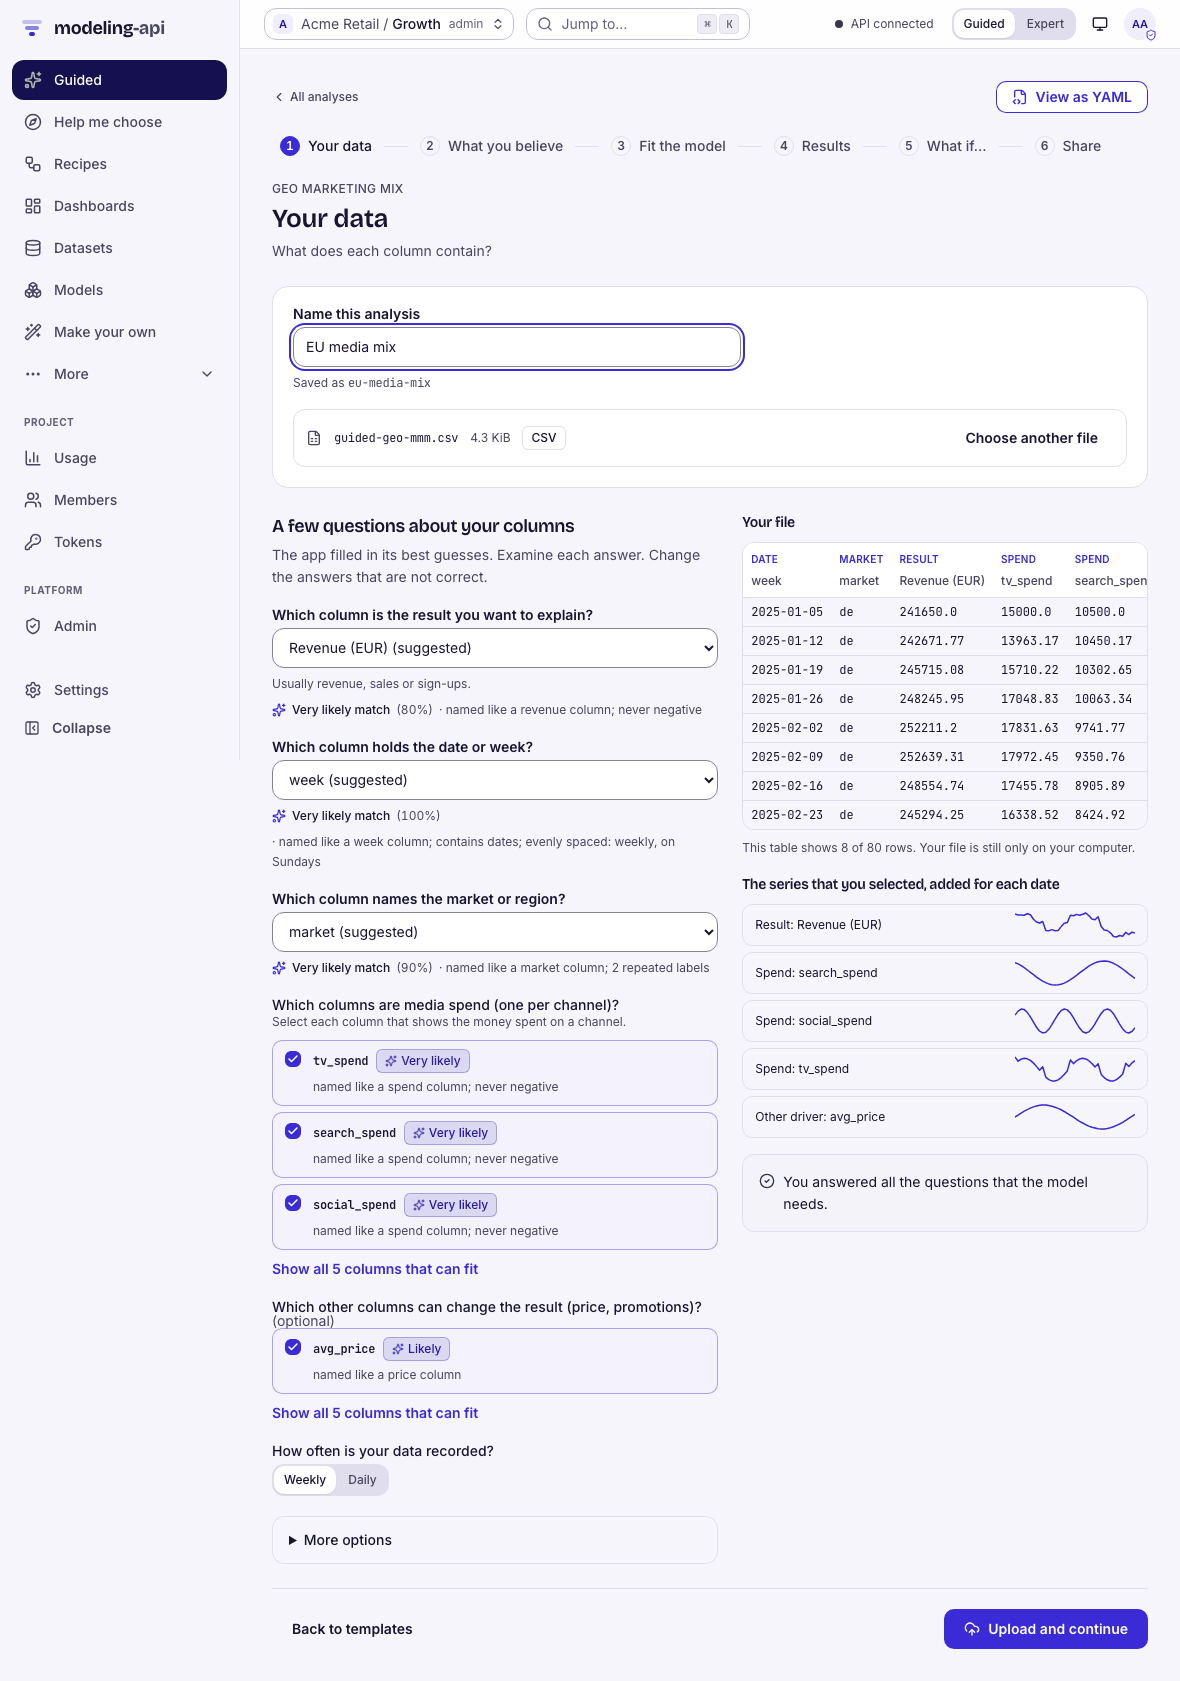 modeling-api
Guided
Help me choose
Recipes
Dashboards
Datasets
Models
Make your own
More
PROJECT
Usage
Members
Tokens
PLATFORM
Admin
Settings
Collapse
A Acme Retail / Growth admin
Jump to... ⌘ K
API connected
Guided Expert
AA
All analyses
View as YAML
1 Your data
2 What you believe
3 Fit the model
4 Results
5 What if...
6 Share
GEO MARKETING MIX
Your data
What does each column contain?
Name this analysis
EU media mix
Saved as eu-media-mix
guided-geo-mmm.csv 4.3 KiB CSV
Choose another file
A few questions about your columns
The app filled in its best guesses. Examine each answer. Change
the answers that are not correct.
Which column is the result you want to explain?
Revenue (EUR) (suggested)
Usually revenue, sales or sign-ups.
Very likely match (80%) · named like a revenue column; never negative
Which column holds the date or week?
week (suggested)
Very likely match (100%)
· named like a week column; contains dates; evenly spaced: weekly, on
Sundays
Which column names the market or region?
market (suggested)
Very likely match (90%) · named like a market column; 2 repeated labels
Which columns are media spend (one per channel)?
Select each column that shows the money spent on a channel.
tv_spend Very likely
named like a spend column; never negative
search_spend Very likely
named like a spend column; never negative
social_spend Very likely
named like a spend column; never negative
Show all 5 columns that can fit
Which other columns can change the result (price, promotions)?
(optional)
avg_price Likely
named like a price column
Show all 5 columns that can fit
How often is your data recorded?
Weekly Daily
More options
Your file
DATE MARKET RESULT SPEND SPEND
week market Revenue (EUR) tv_spend search_spen
2025-01-05 de 241650.0 15000.0 10500.0
2025-01-12 de 242671.77 13963.17 10450.17
2025-01-19 de 245715.08 15710.22 10302.65
2025-01-26 de 248245.95 17048.83 10063.34
2025-02-02 de 252211.2 17831.63 9741.77
2025-02-09 de 252639.31 17972.45 9350.76
2025-02-16 de 248554.74 17455.78 8905.89
2025-02-23 de 245294.25 16338.52 8424.92
This table shows 8 of 80 rows. Your file is still only on your computer.
The series that you selected, added for each date
Result: Revenue (EUR)
Spend: search_spend
Spend: social_spend
Spend: tv_spend
Other driver: avg_price
You answered all the questions that the model
needs.
Back to templates
Upload and continue